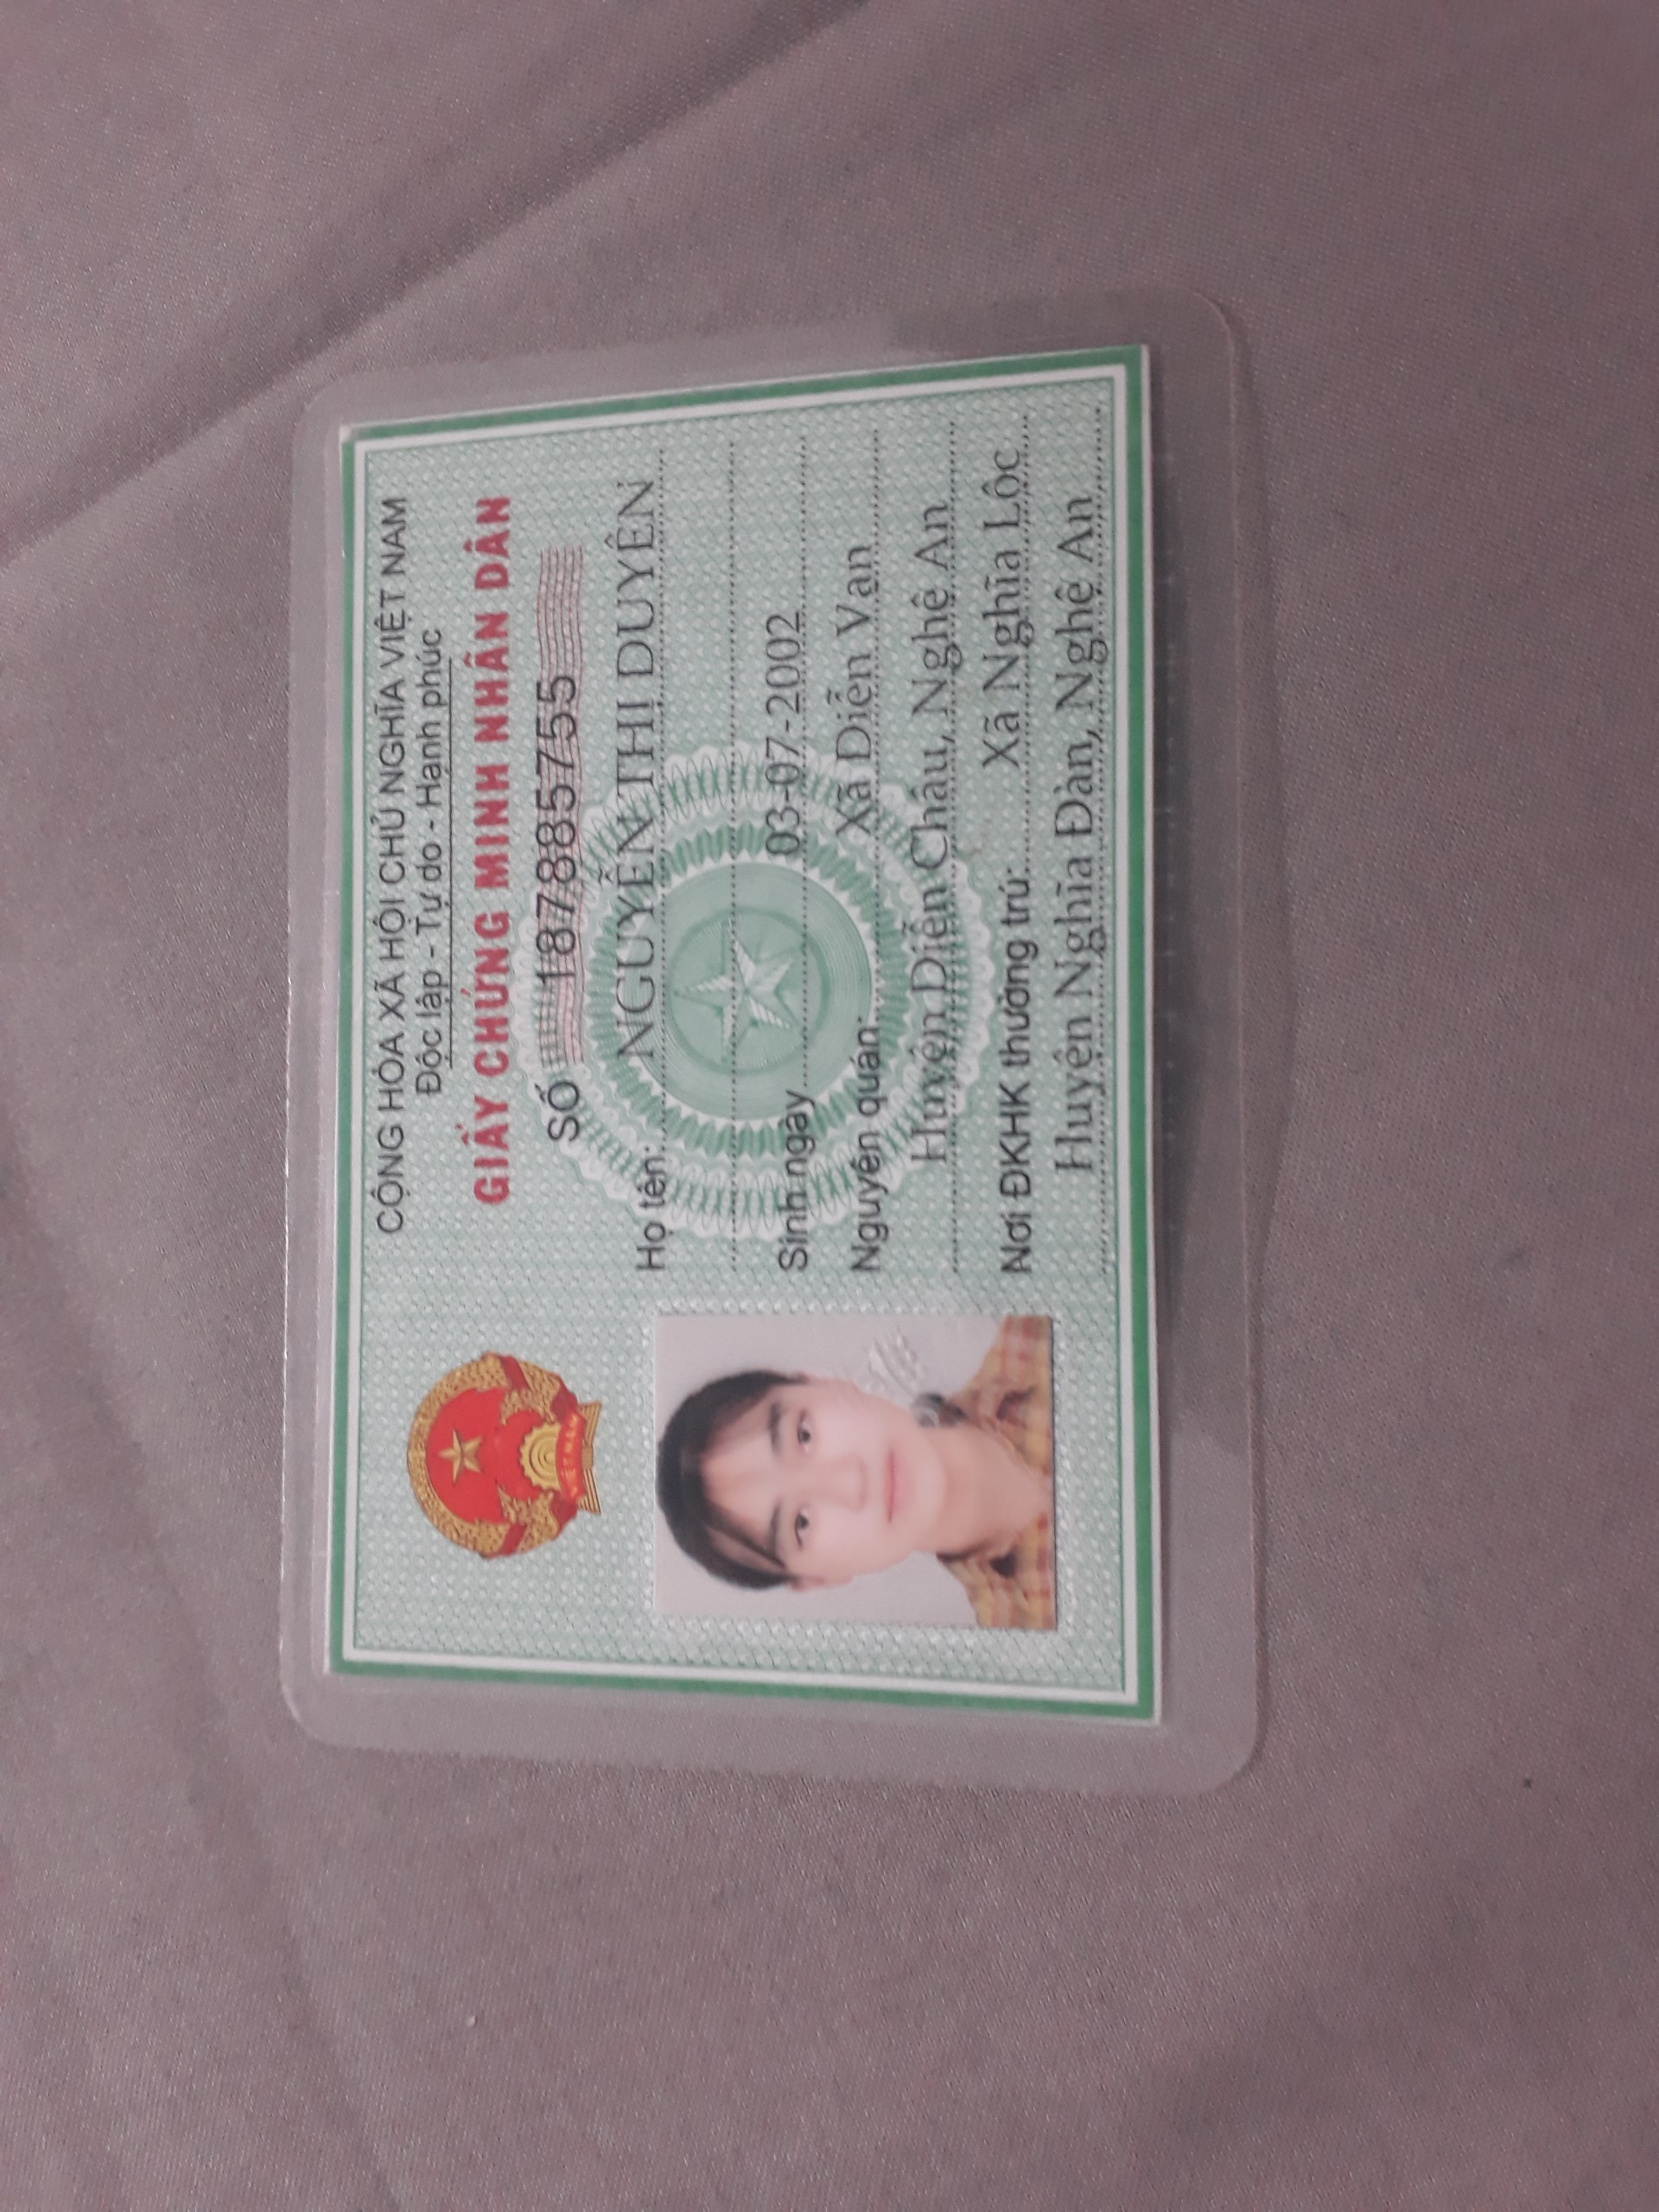 CỘNG HÒA XÃ HỘI CHỦ NGHĨA VIỆT NAM
Độc lập - Tự do - Hạnh phúc
GIẤY CHỨNG MINH NHÂN DÂN
SỐ 187885755
Họ tên: NGUYỄN THỊ DUYÊN
Sinh ngày 03-07-2002
Nguyên quán: Xã Diễn Vạn
Huyện Diễn Châu, Nghệ An
Nơi ĐKHK thường trú: Xã Nghĩa Lộc
Huyện Nghĩa Đàn, Nghệ An
VIỆT NAM